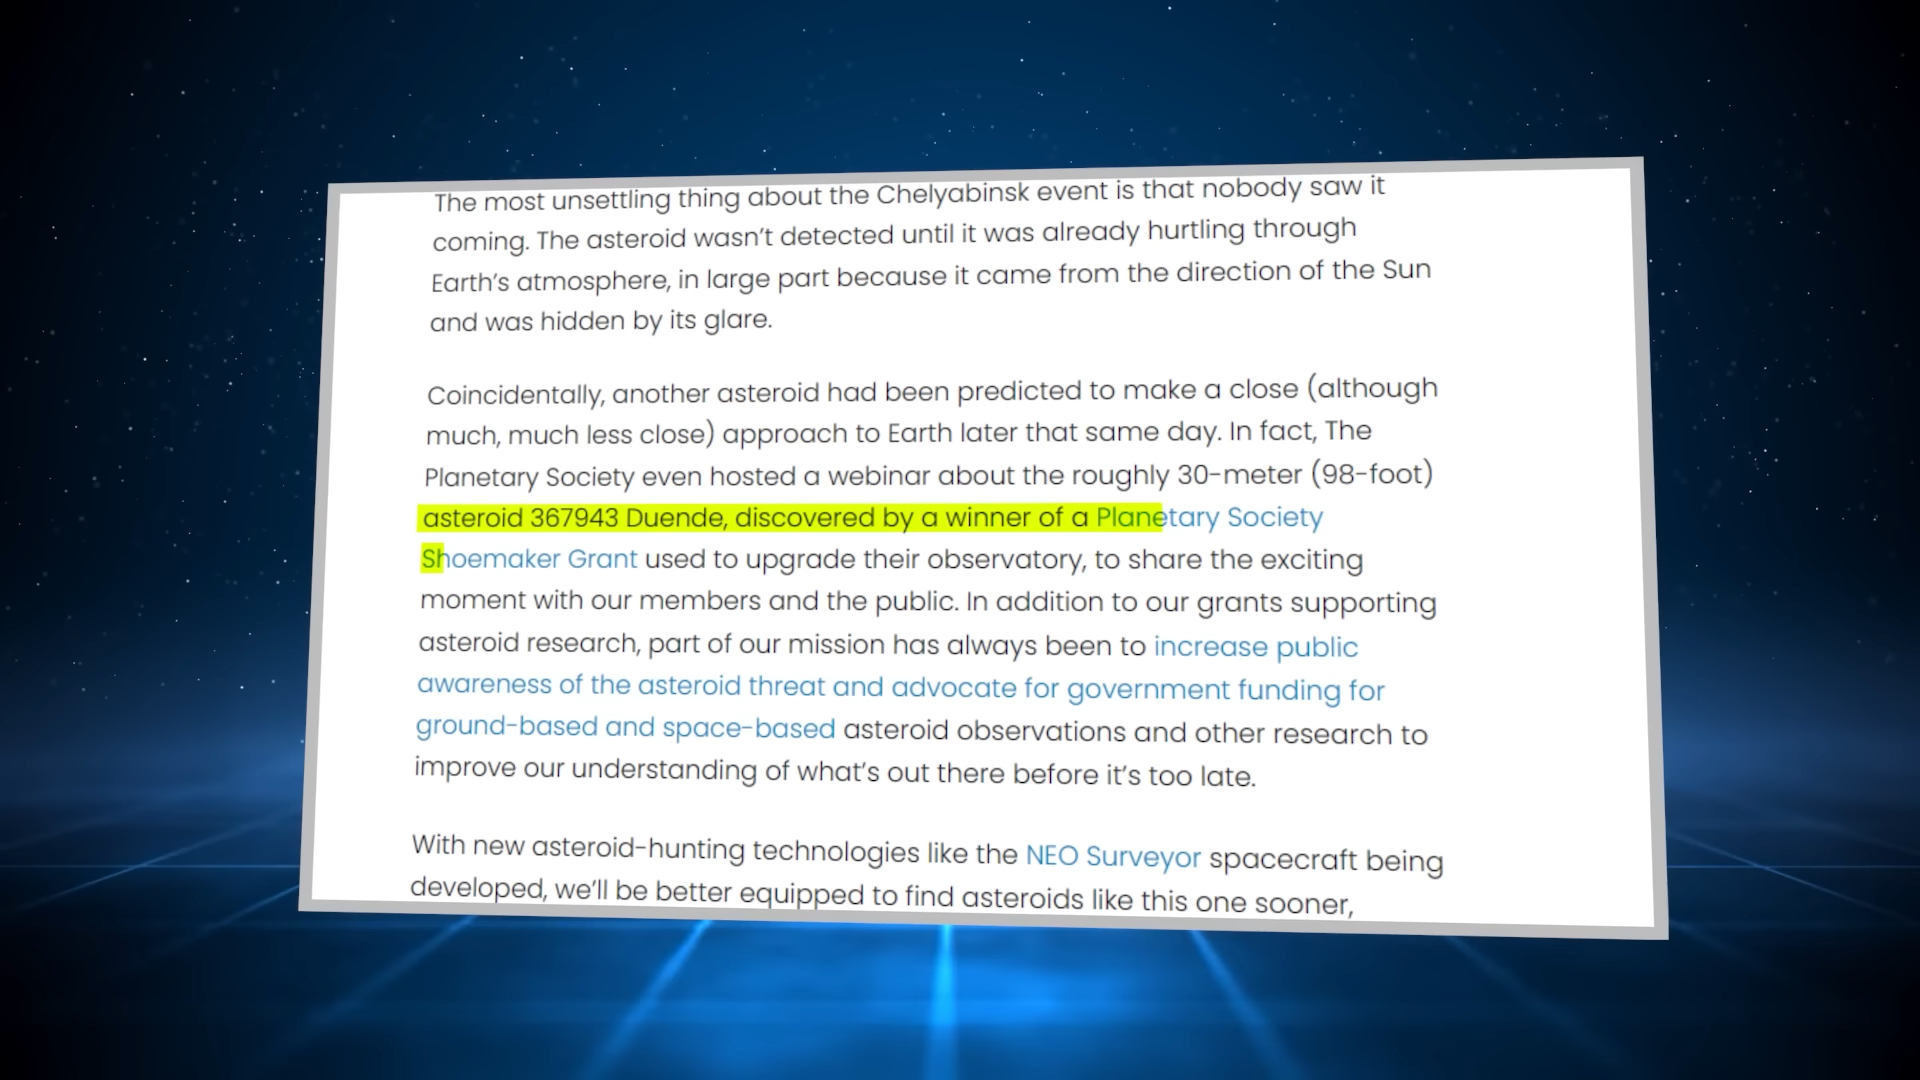 The most unsettling thing about the Chelyabinsk event is that nobody saw it
coming. The asteroid wasn't detected until it was already hurtling through
Earth's atmosphere, in large part because it came from the direction of the Sun
and was hidden by its glare.
Coincidentally, another asteroid had been predicted to make a close (although
much, much less close) approach to Earth later that same day. In fact, The
Planetary Society even hosted a webinar about the roughly 30-meter (98-foot)
asteroid 367943 Duende, discovered by a winner of a Planetary Society
Shoemaker Grant used to upgrade their observatory, to share the exciting
moment with our members and the public. In addition to our grants supporting
asteroid research, part of our mission has always been to increase public
awareness of the asteroid threat and advocate for government funding for
ground-based and space-based asteroid observations and other research to
improve our understanding of what's out there before it's too late.
With new asteroid-hunting technologies like the NEO Surveyor spacecraft being
developed, we'll be better equipped to find asteroids like this one sooner,